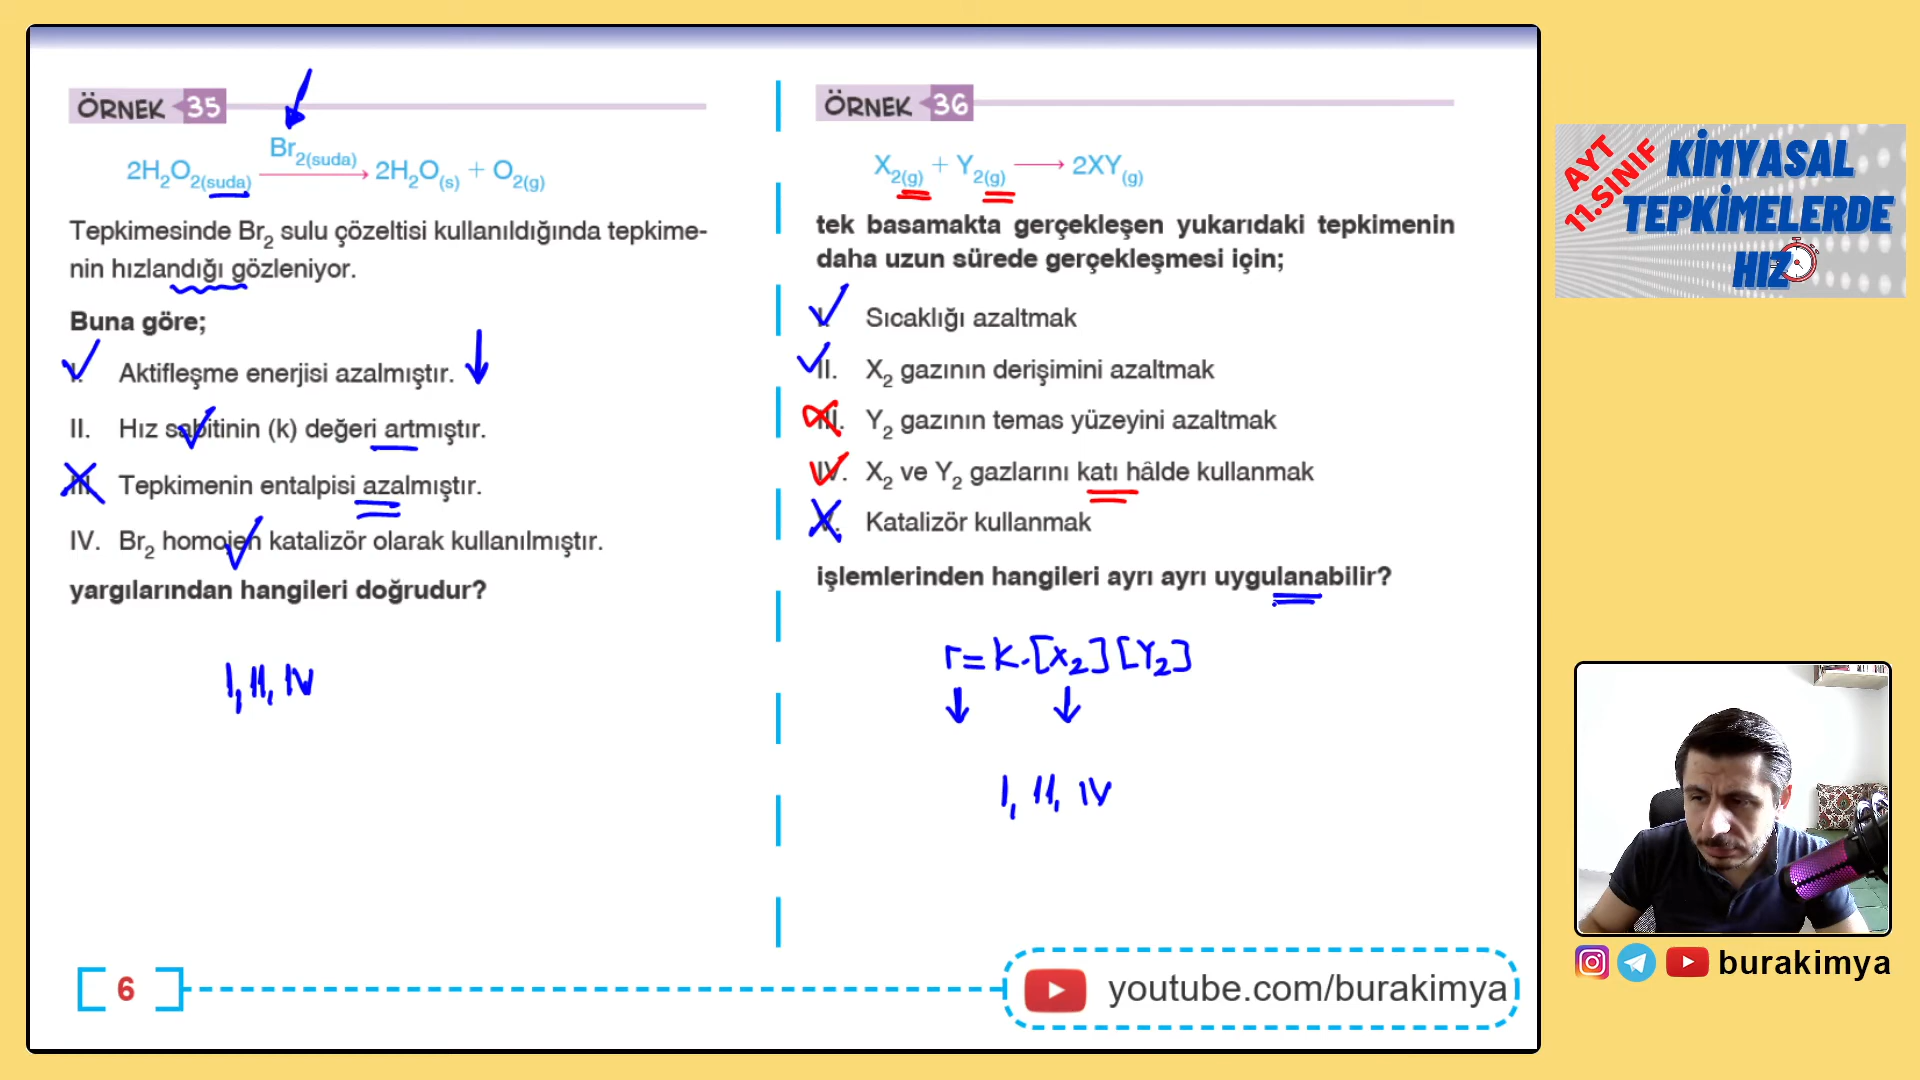 ÖRNEK 35
Br2(suda)
2H2O2(suda) → 2H2O(s) + O2(g)
Tepkimesinde Br2 sulu çözeltisi kullanıldığında tepkime-
nin hızlandığı gözleniyor.
Buna göre;
I. Aktifleşme enerjisi azalmıştır.
II. Hız sabitinin (k) değeri artmıştır.
III. Tepkimenin entalpisi azalmıştır.
IV. Br2 homojen katalizör olarak kullanılmıştır.
yargılarından hangileri doğrudur?
I, II, IV
6
ÖRNEK 36
X2(g) + Y2(g) → 2XY(g)
tek basamakta gerçekleşen yukarıdaki tepkimenin
daha uzun sürede gerçekleşmesi için;
I. Sıcaklığı azaltmak
II. X2 gazının derişimini azaltmak
III. Y2 gazının temas yüzeyini azaltmak
IV. X2 ve Y2 gazlarını katı hâlde kullanmak
V. Katalizör kullanmak
işlemlerinden hangileri ayrı ayrı uygulanabilir?
r = k.[X2][Y2]
I, II, IV
youtube.com/burakimya
AYT
11.SINIF
KİMYASAL
TEPKİMELERDE
HIZ
burakimya